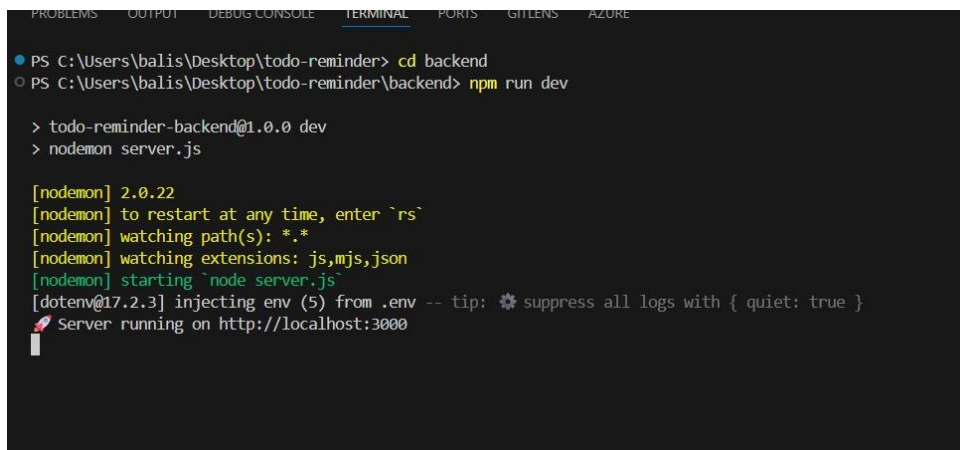 PROBLEMS OUTPUT DEBUG CONSOLE TERMINAL PORTS GITLENS AZURE
PS C:\Users\balis\Desktop\todo-reminder> cd backend
PS C:\Users\balis\Desktop\todo-reminder\backend> npm run dev
> todo-reminder-backend@1.0.0 dev
> nodemon server.js
[nodemon] 2.0.22
[nodemon] to restart at any time, enter `rs`
[nodemon] watching path(s): *.*
[nodemon] watching extensions: js,mjs,json
[nodemon] starting `node server.js`
[dotenv@17.2.3] injecting env (5) from .env -- tip: ⚙️ suppress all logs with { quiet: true }
🚀 Server running on http://localhost:3000